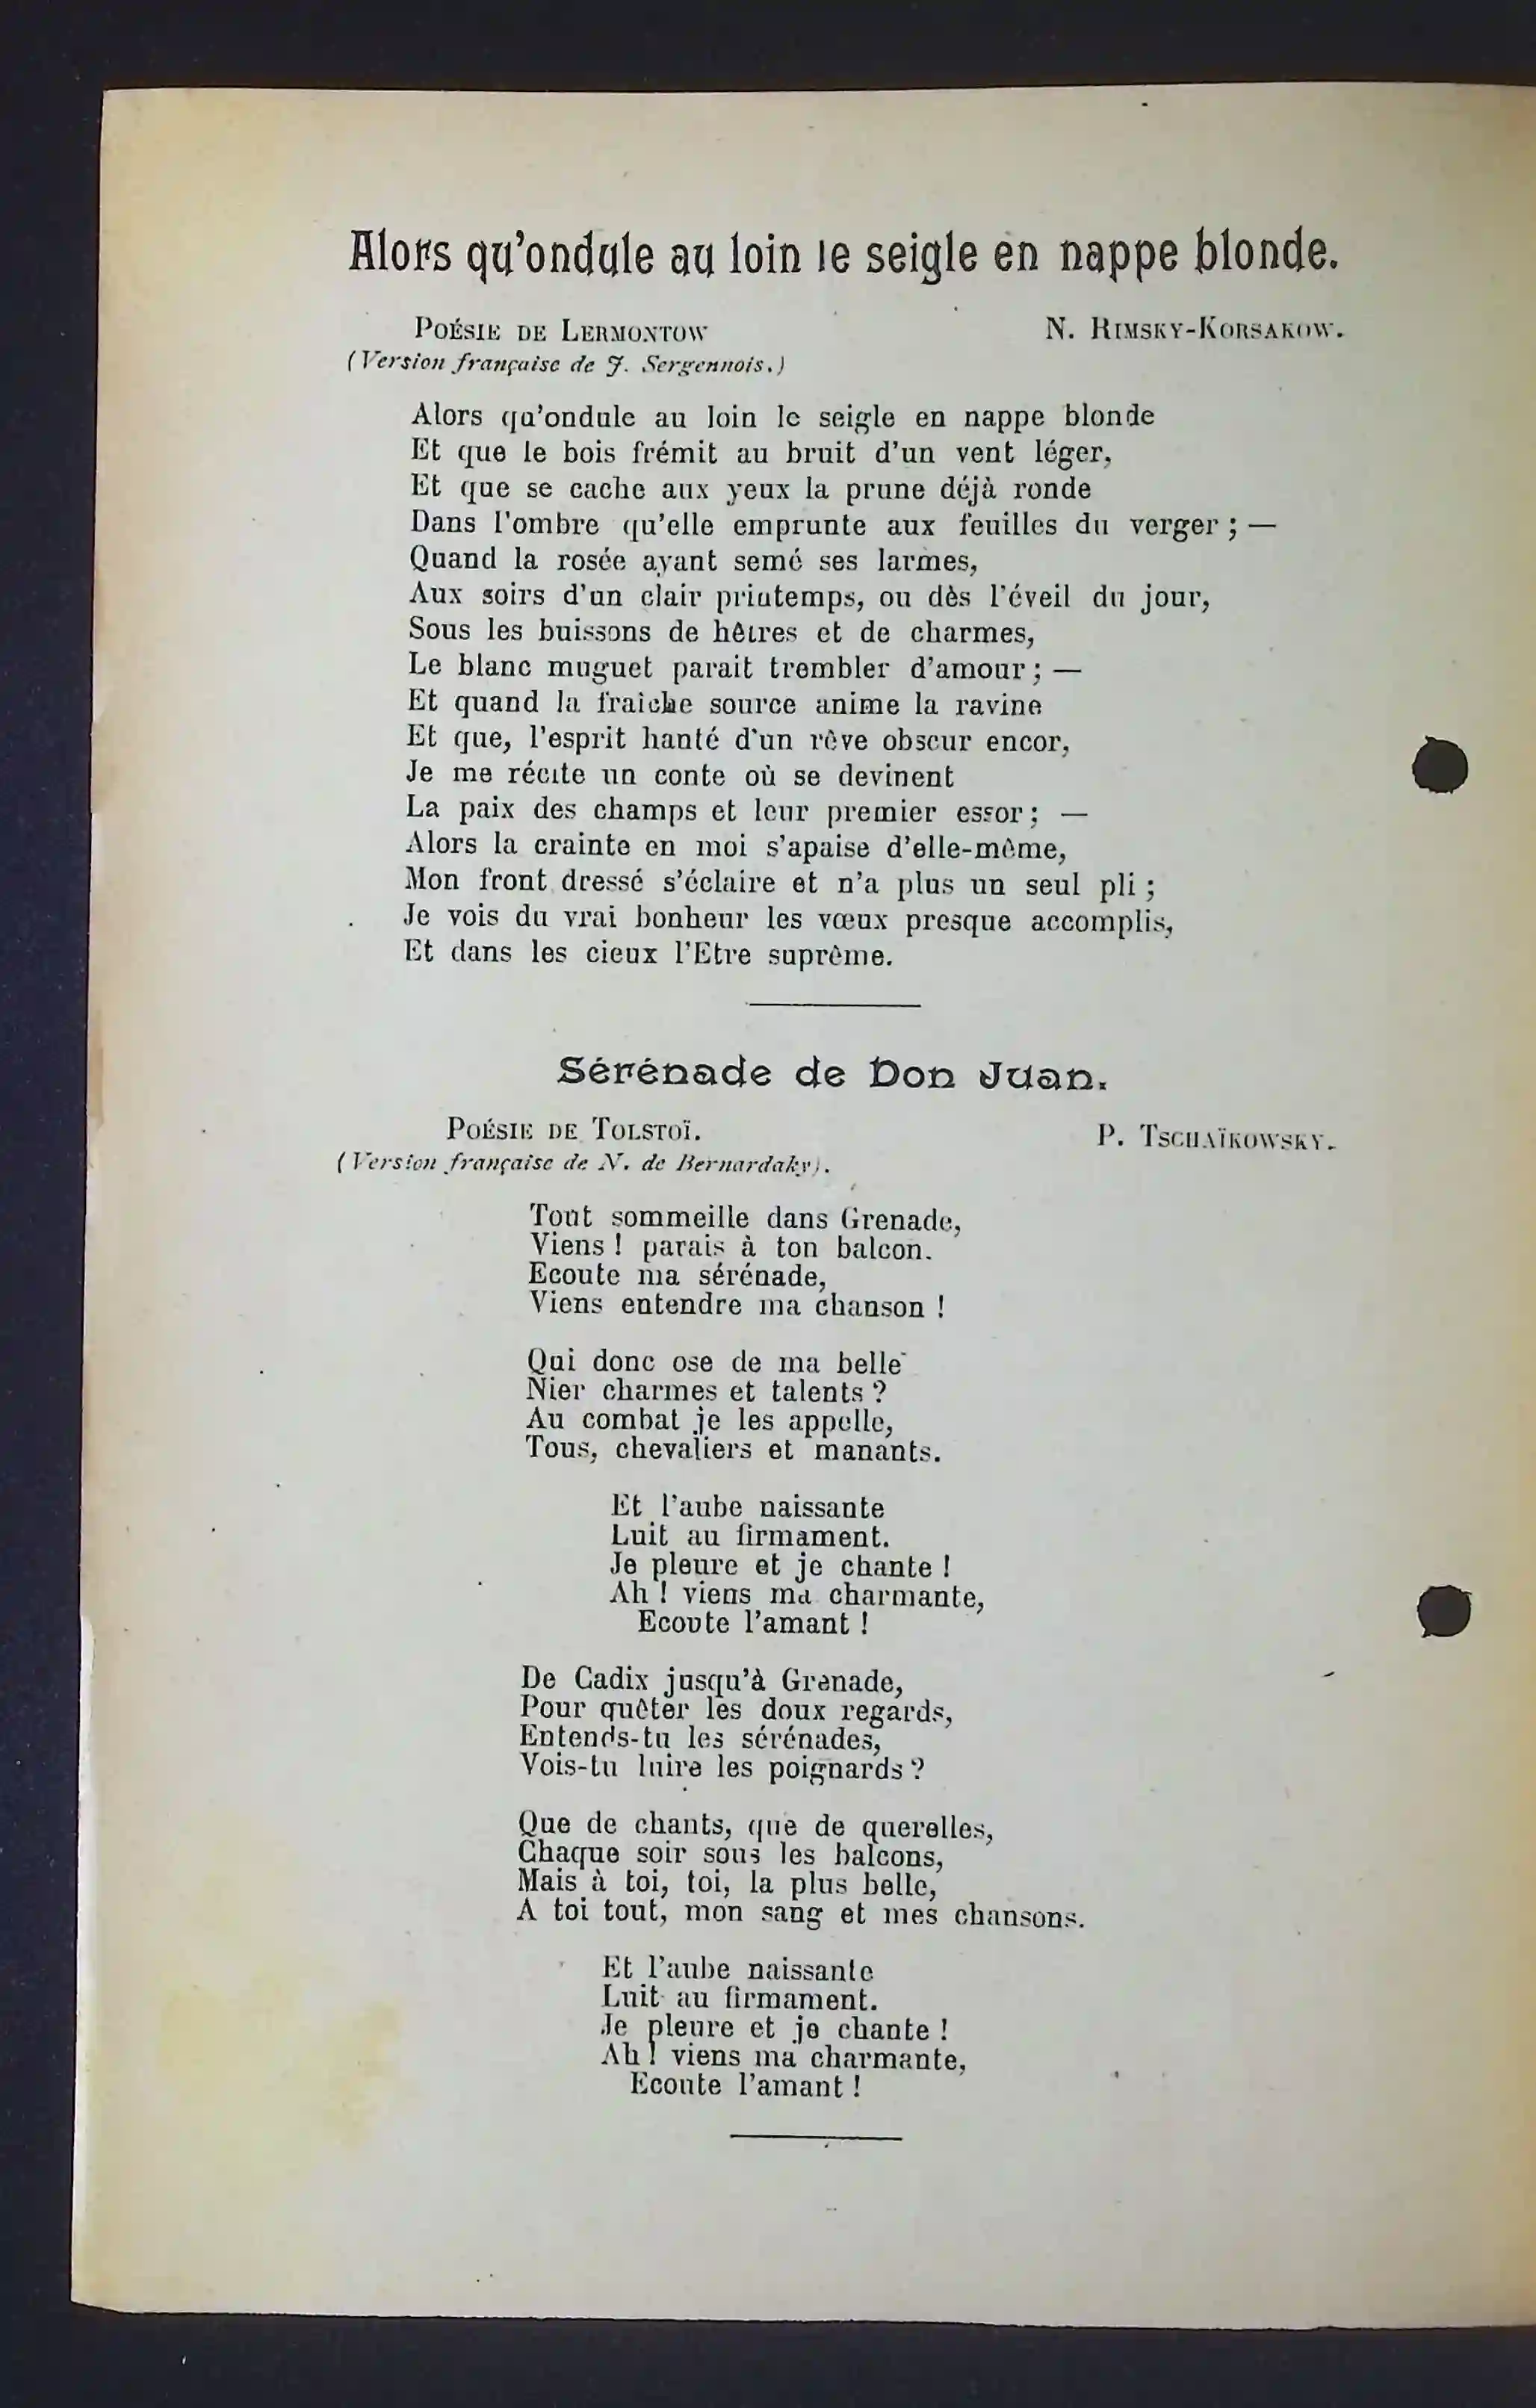 Alors qu'ondule au loin le seigle en nappe blonde.
Poésie de Lermontow
N. Rimsky-Korsakow.
(Version française de J. Sergennois.)
Alors qu'ondule au loin le seigle en nappe blonde
Et que le bois frémit au bruit d'un vent léger,
Et que se cache aux yeux la prune déjà ronde
Dans l'ombre qu'elle emprunte aux feuilles du verger ; —
Quand la rosée ayant semé ses larmes,
Aux soirs d'un clair printemps, ou dès l'éveil du jour,
Sous les buissons de hêtres et de charmes,
Le blanc muguet parait trembler d'amour ; —
Et quand la fraiche source anime la ravine
Et que, l'esprit hanté d'un rêve obscur encor,
Je me récite un conte où se devinent
La paix des champs et leur premier essor ; —
Alors la crainte en moi s'apaise d'elle-même,
Mon front dressé s'éclaire et n'a plus un seul pli ;
Je vois du vrai bonheur les vœux presque accomplis,
Et dans les cieux l'Etre suprême.
Sérénade de Don Juan.
Poésie de Tolstoï.
P. Tschaïkowsky.
(Version française de N. de Bernardaky).
Tout sommeille dans Grenade,
Viens ! parais à ton balcon.
Ecoute ma sérénade,
Viens entendre ma chanson !
Qui donc ose de ma belle
Nier charmes et talents ?
Au combat je les appelle,
Tous, chevaliers et manants.
Et l'aube naissante
Luit au firmament.
Je pleure et je chante !
Ah ! viens ma charmante,
Ecoute l'amant !
De Cadix jusqu'à Grenade,
Pour quêter les doux regards,
Entends-tu les sérénades,
Vois-tu luire les poignards ?
Que de chants, que de querelles,
Chaque soir sous les balcons,
Mais à toi, toi, la plus belle,
A toi tout, mon sang et mes chansons.
Et l'aube naissante
Luit au firmament.
Je pleure et je chante !
Ah ! viens ma charmante,
Ecoute l'amant !